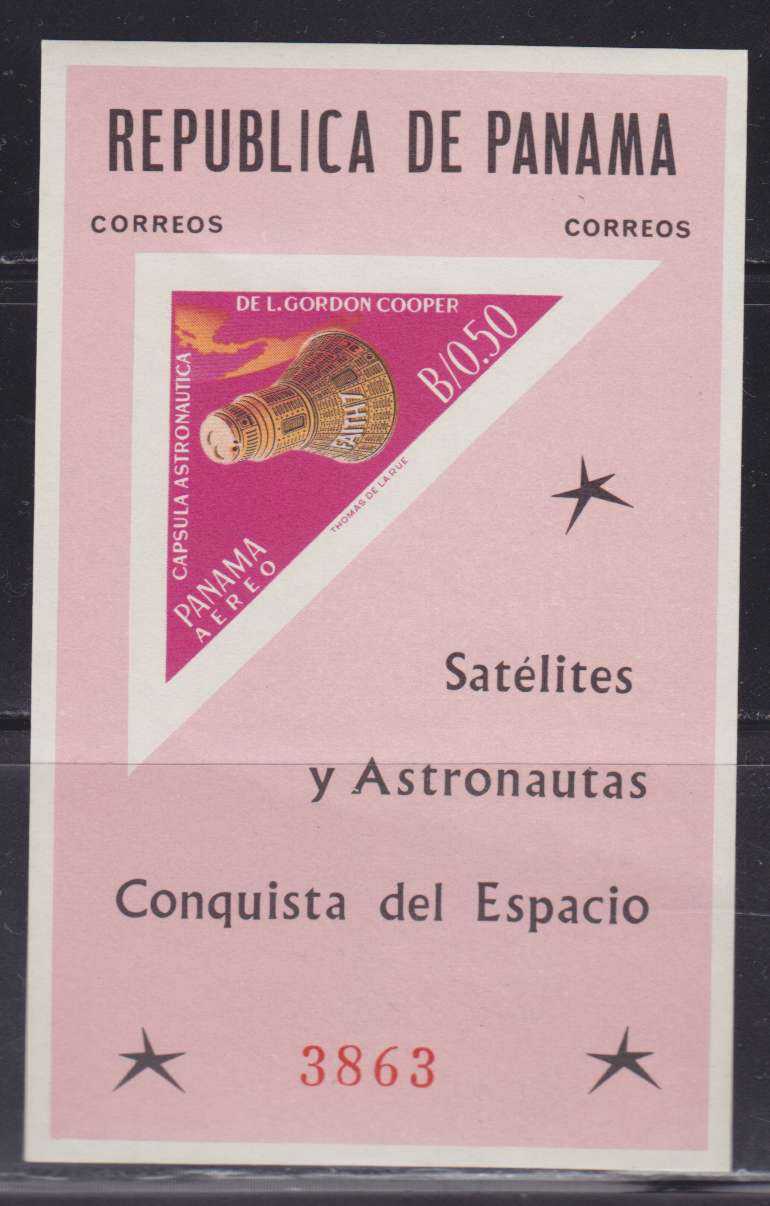 REPUBLICA DE PANAMA
CORREOS
CORREOS
DE L. GORDON COOPER
CAPSULA ASTRONAUTICA
B/0.50
FAITH 7
THOMAS DE LA RUE
PANAMA
AEREO
Satélites
y Astronautas
Conquista del Espacio
3863